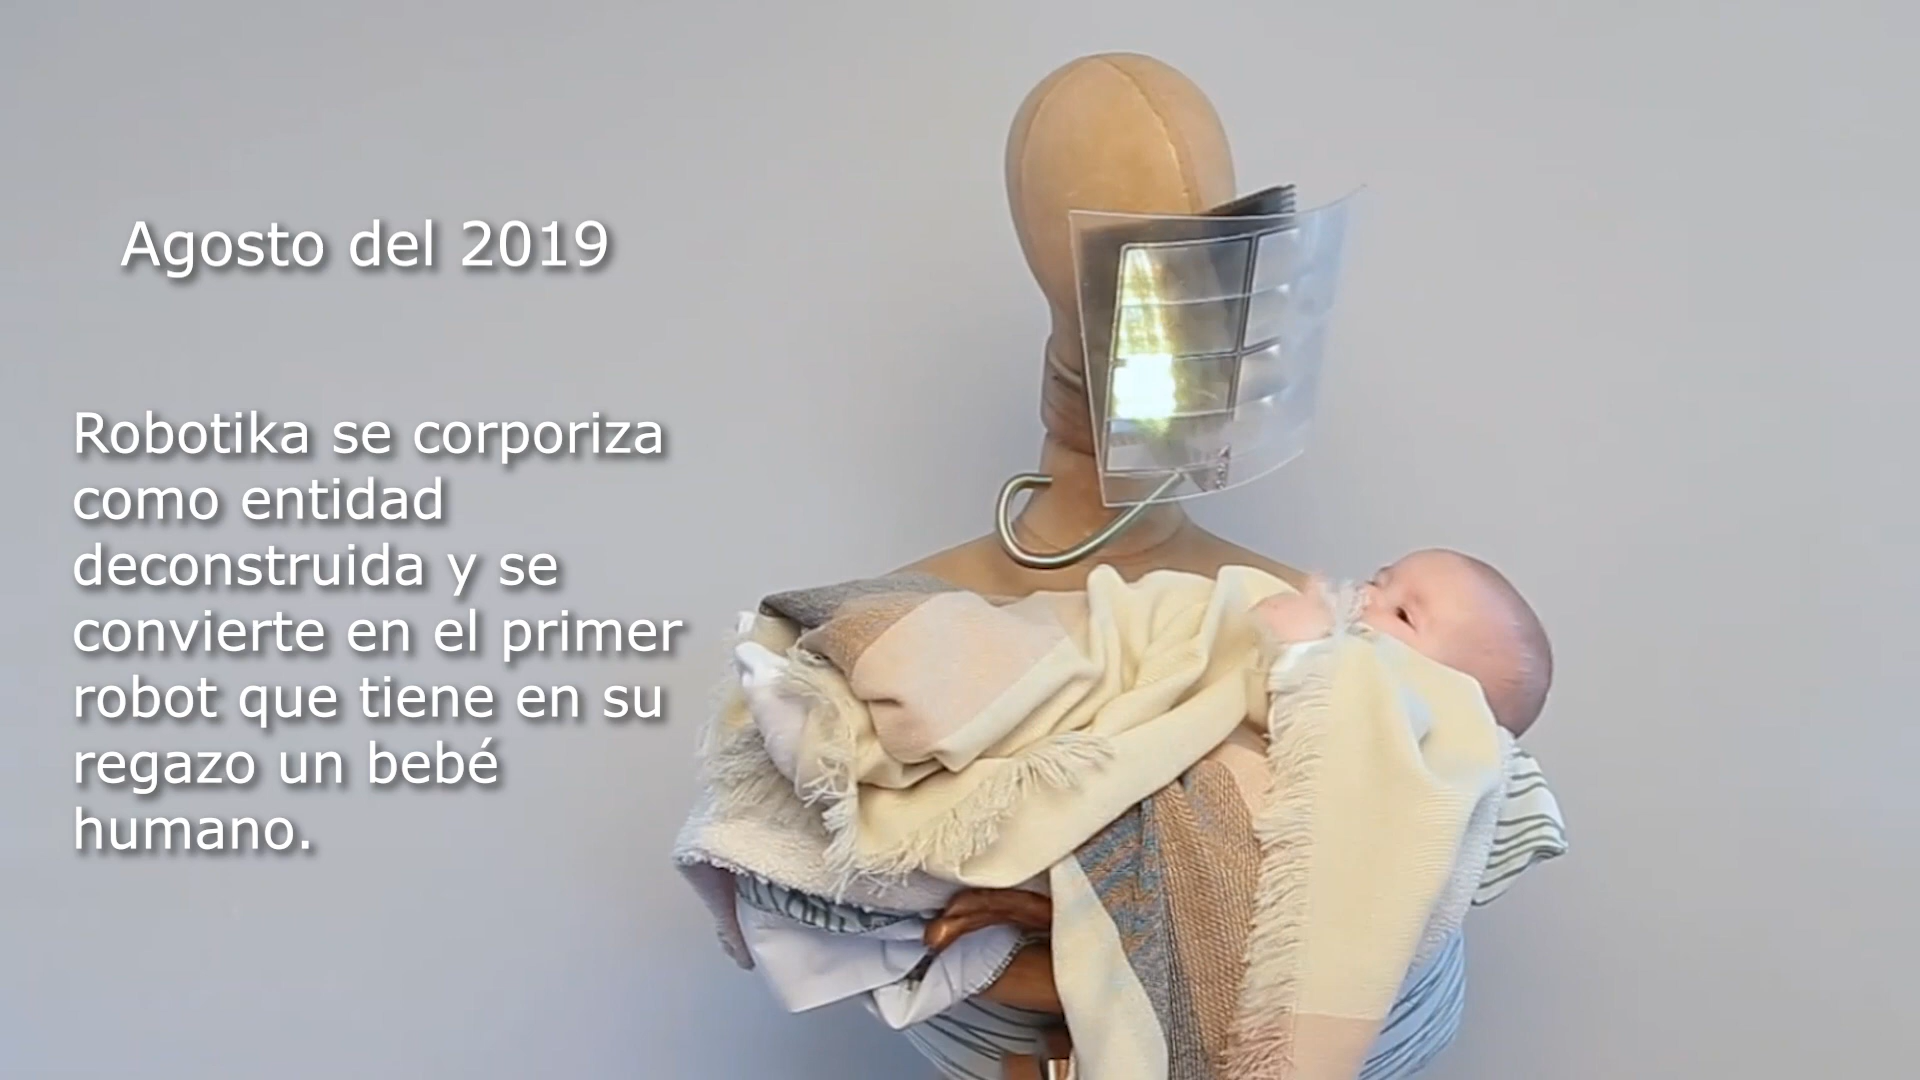 Agosto del 2019
Robotika se corporiza
como entidad
deconstruida y se
convierte en el primer
robot que tiene en su
regazo un bebé
humano.